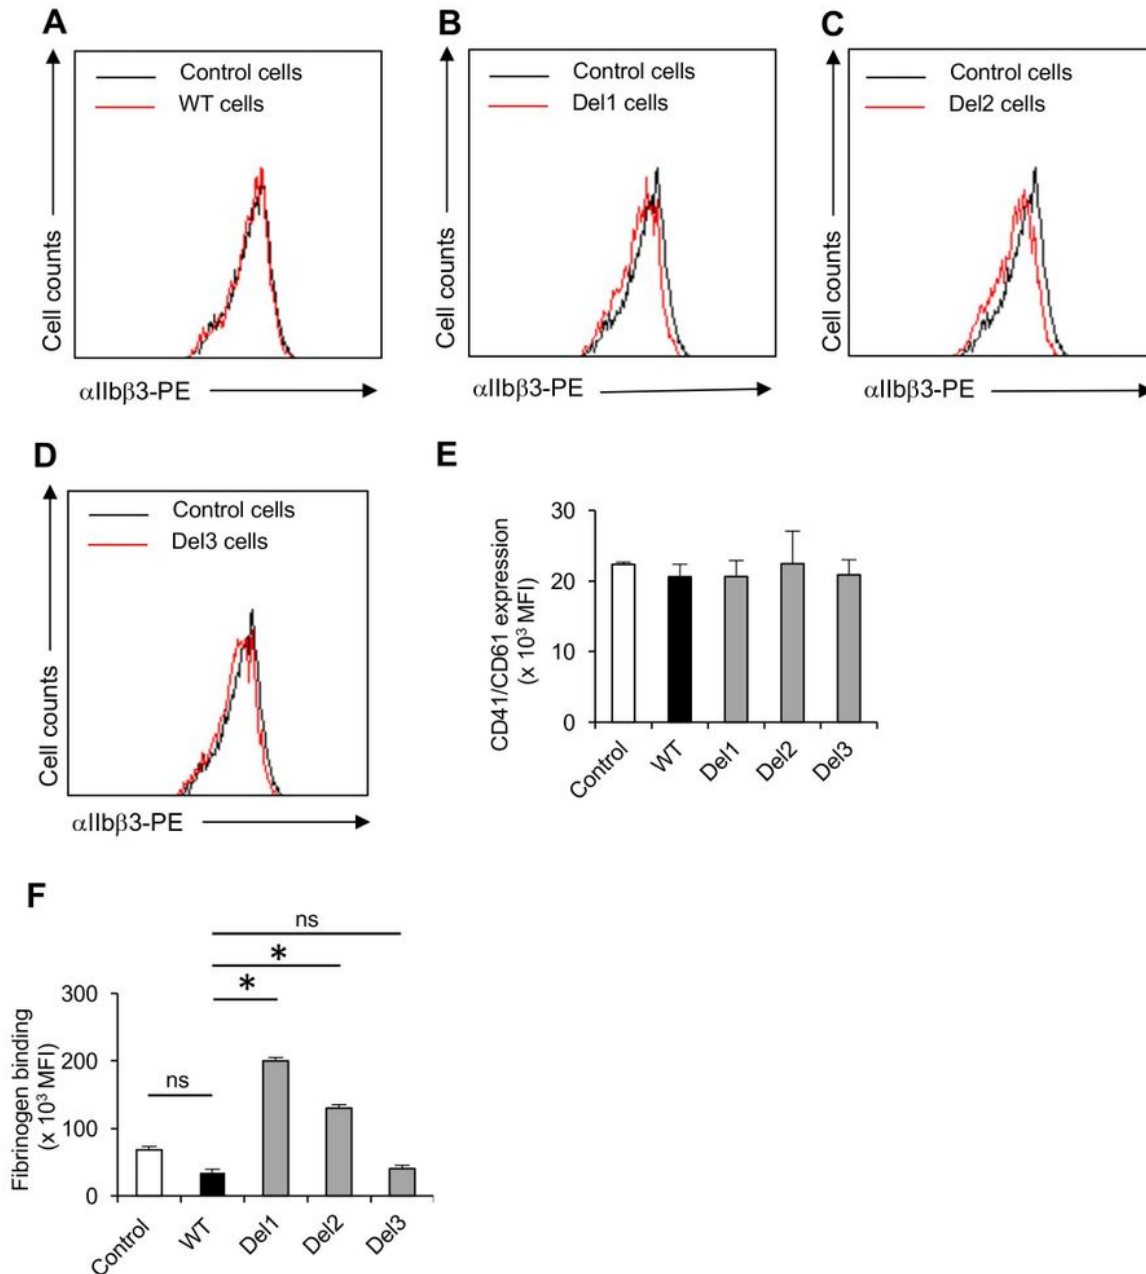 A
Control cells
WT cells
Cell counts
αIIbβ3-PE
B
Control cells
Del1 cells
Cell counts
αIIbβ3-PE
C
Control cells
Del2 cells
Cell counts
αIIbβ3-PE
D
Control cells
Del3 cells
Cell counts
αIIbβ3-PE
E
CD41/CD61 expression
(x 10³ MFI)
30
20
10
0
Control
WT
Del1
Del2
Del3
F
ns
*
*
ns
Fibrinogen binding
(x 10³ MFI)
300
200
100
0
Control
WT
Del1
Del2
Del3